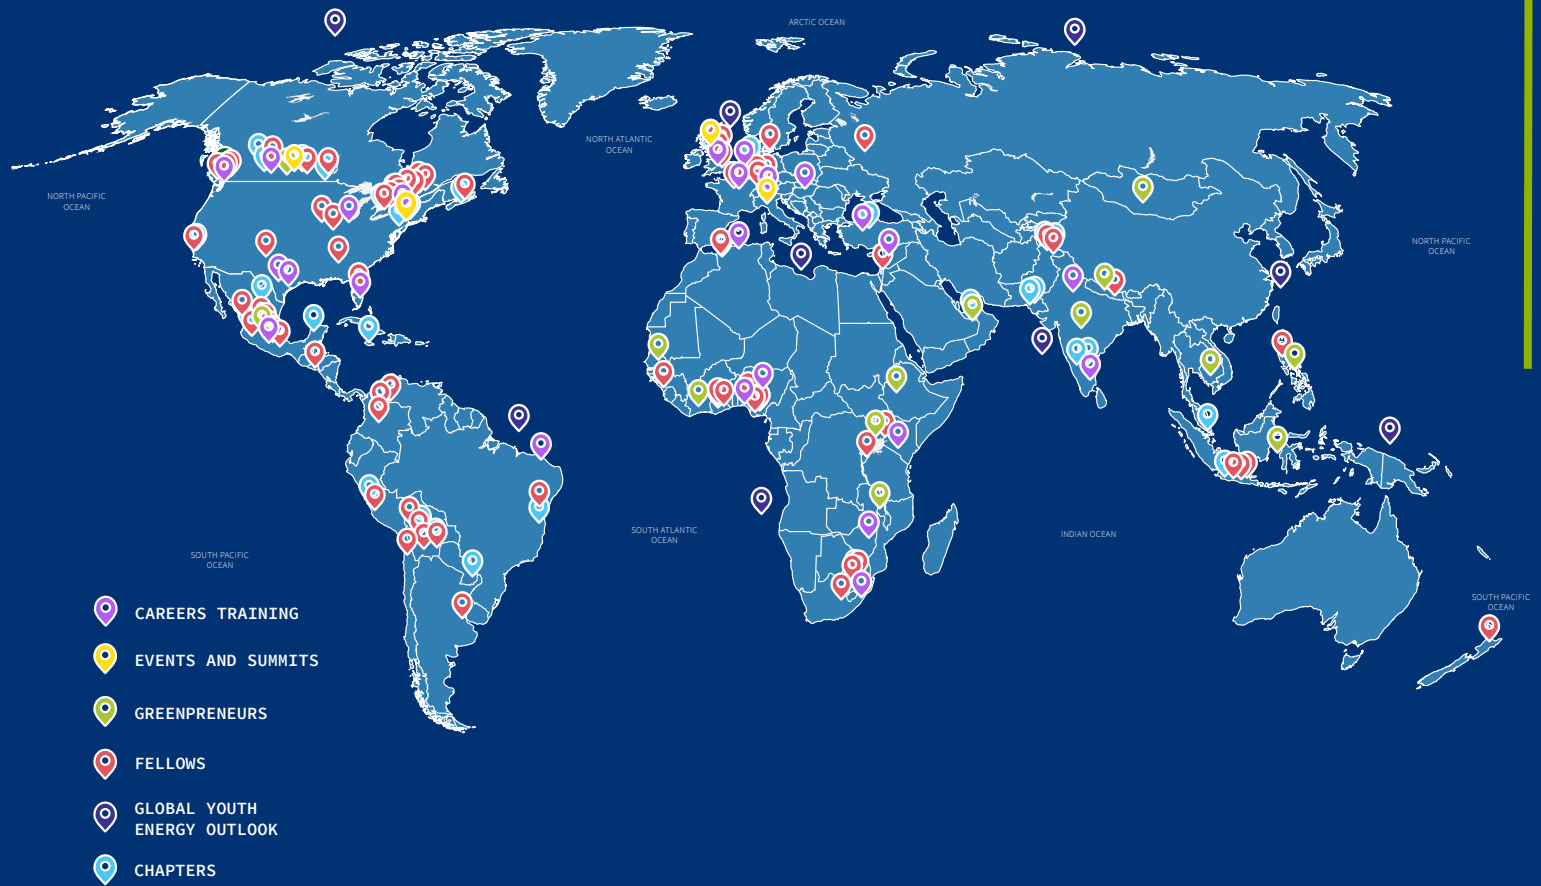 ARCTIC OCEAN
NORTH ATLANTIC
OCEAN
NORTH PACIFIC
OCEAN
NORTH PACIFIC
OCEAN
SOUTH ATLANTIC
OCEAN
INDIAN OCEAN
SOUTH PACIFIC
OCEAN
SOUTH PACIFIC
OCEAN
CAREERS TRAINING
EVENTS AND SUMMITS
GREENPRENEURS
FELLOWS
GLOBAL YOUTH
ENERGY OUTLOOK
CHAPTERS